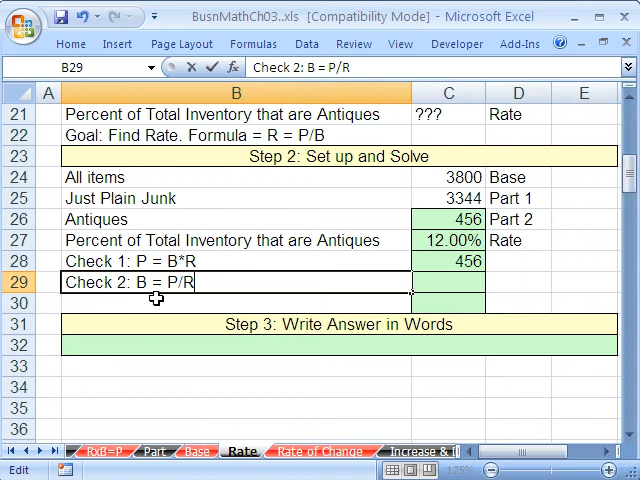 BusnMathCh03..xls [Compatibility Mode] - Microsoft Excel
Home Insert Page Layout Formulas Data Review View Developer Add-Ins
B29 fx Check 2: B = P/R
A B C D E
21 Percent of Total Inventory that are Antiques ??? Rate
22 Goal: Find Rate. Formula = R = P/B
23 Step 2: Set up and Solve
24 All items 3800 Base
25 Just Plain Junk 3344 Part 1
26 Antiques 456 Part 2
27 Percent of Total Inventory that are Antiques 12.00% Rate
28 Check 1: P = B*R 456
29 Check 2: B = P/R
30
31 Step 3: Write Answer in Words
32
33
34
35
36
RxB=P Part Base Rate Rate of Change Increase &
Edit 125%